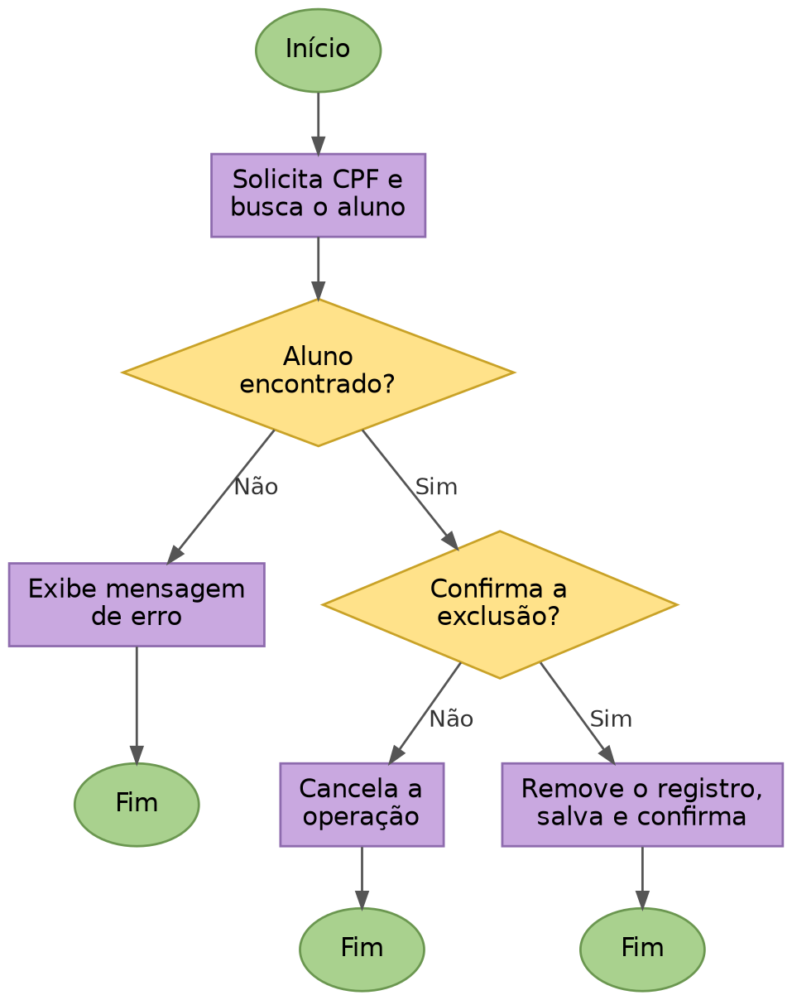 Início
Solicita CPF e
busca o aluno
Aluno
encontrado?
Não
Sim
Exibe mensagem
de erro
Confirma a
exclusão?
Não
Sim
Fim
Cancela a
operação
Remove o registro,
salva e confirma
Fim
Fim